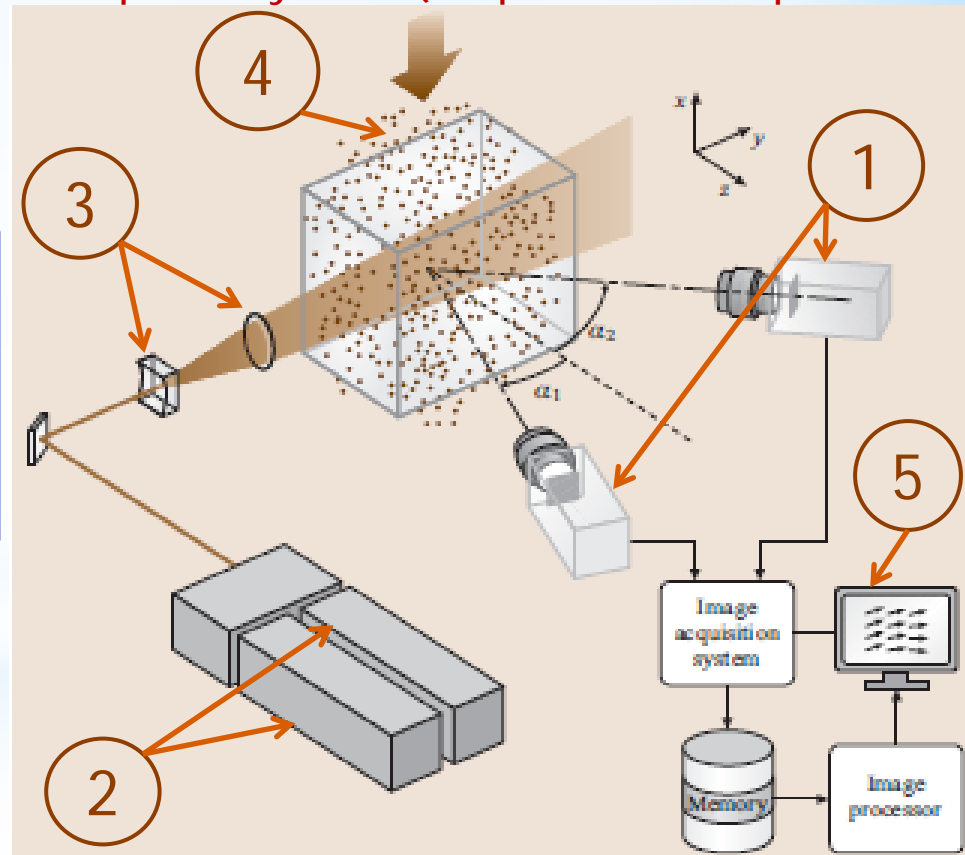 4
x
y
z
1
3
α₂
α₁
5
Image
acquisition
system
2
Memory
Image
processor